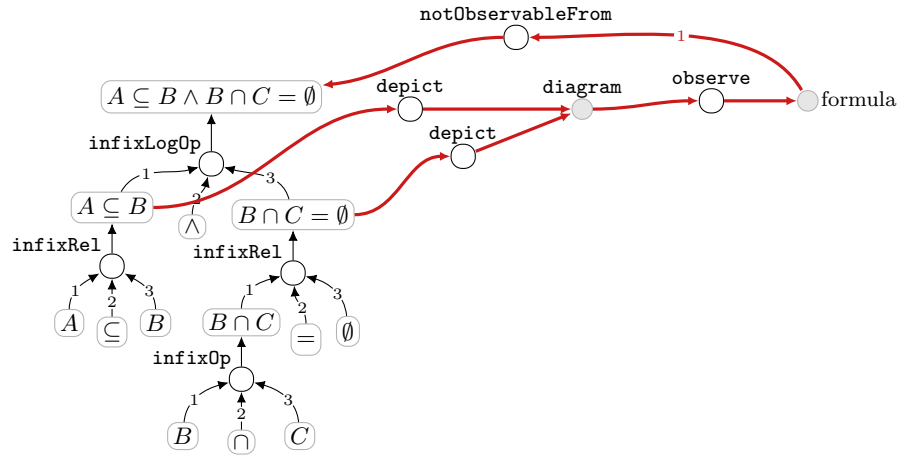 notObservableFrom
1
A ⊆ B ∧ B ∩ C = ∅
depict
diagram
observe
formula
depict
infixLogOp
1
2
3
A ⊆ B
∧
B ∩ C = ∅
infixRel
infixRel
1
2
3
1
2
3
A
⊆
B
B ∩ C
=
∅
infixOp
1
2
3
B
∩
C